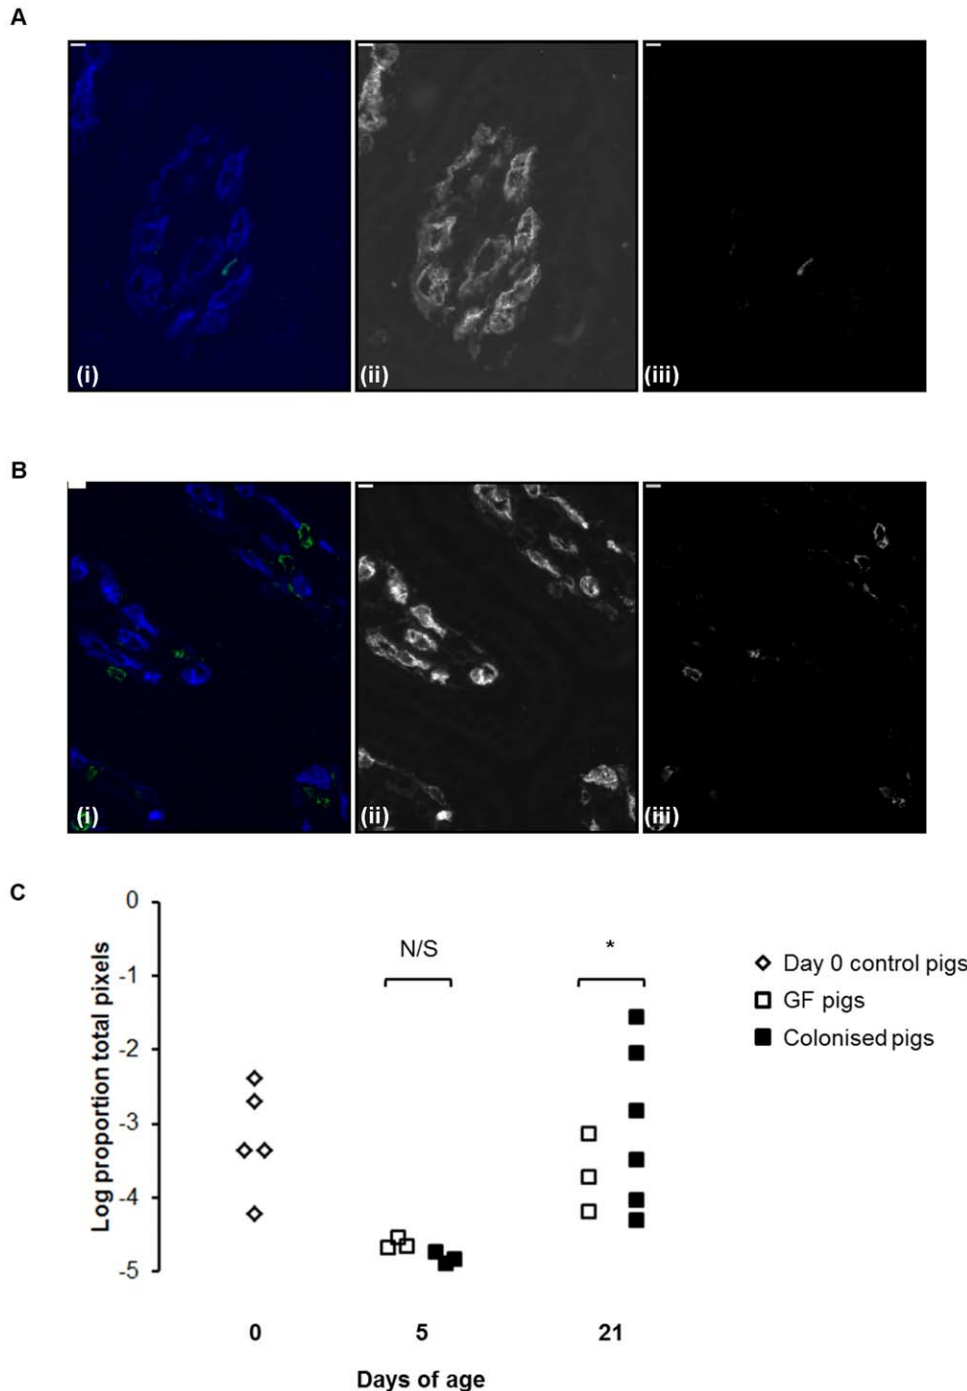 A
(i)
(ii)
(iii)
B
(i)
(ii)
(iii)
C
Log proportion total pixels
0
-1
-2
-3
-4
-5
N/S
*
Day 0 control pigs
GF pigs
Colonised pigs
0
5
21
Days of age